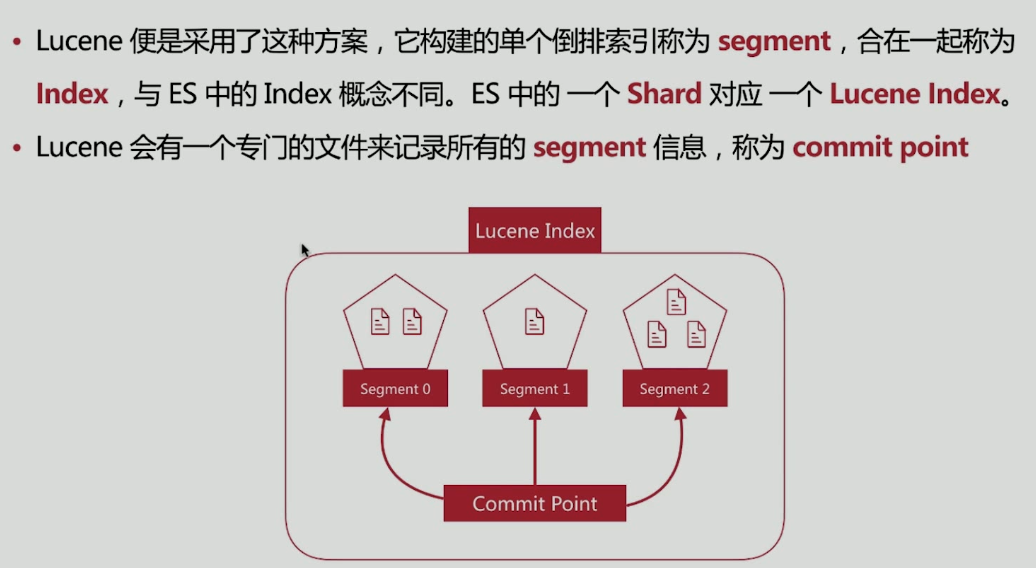 • Lucene 便是采用了这种方案，它构建的单个倒排索引称为 segment，合在一起称为
Index，与 ES 中的 Index 概念不同。ES 中的 一个 Shard 对应 一个 Lucene Index。
• Lucene 会有一个专门的文件来记录所有的 segment 信息，称为 commit point
Lucene Index
Segment 0
Segment 1
Segment 2
Commit Point